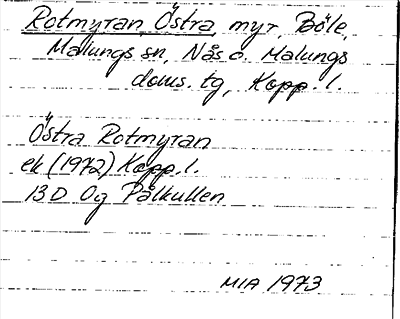 Rotmyran, Östra, myr, Böle,
Malungs sn, Nås o. Malungs
doms. tg, Kopp. l.
Östra Rotmyran
ek (1972) Kopp. l.
13 D Og Pålkullen
MIA 1973